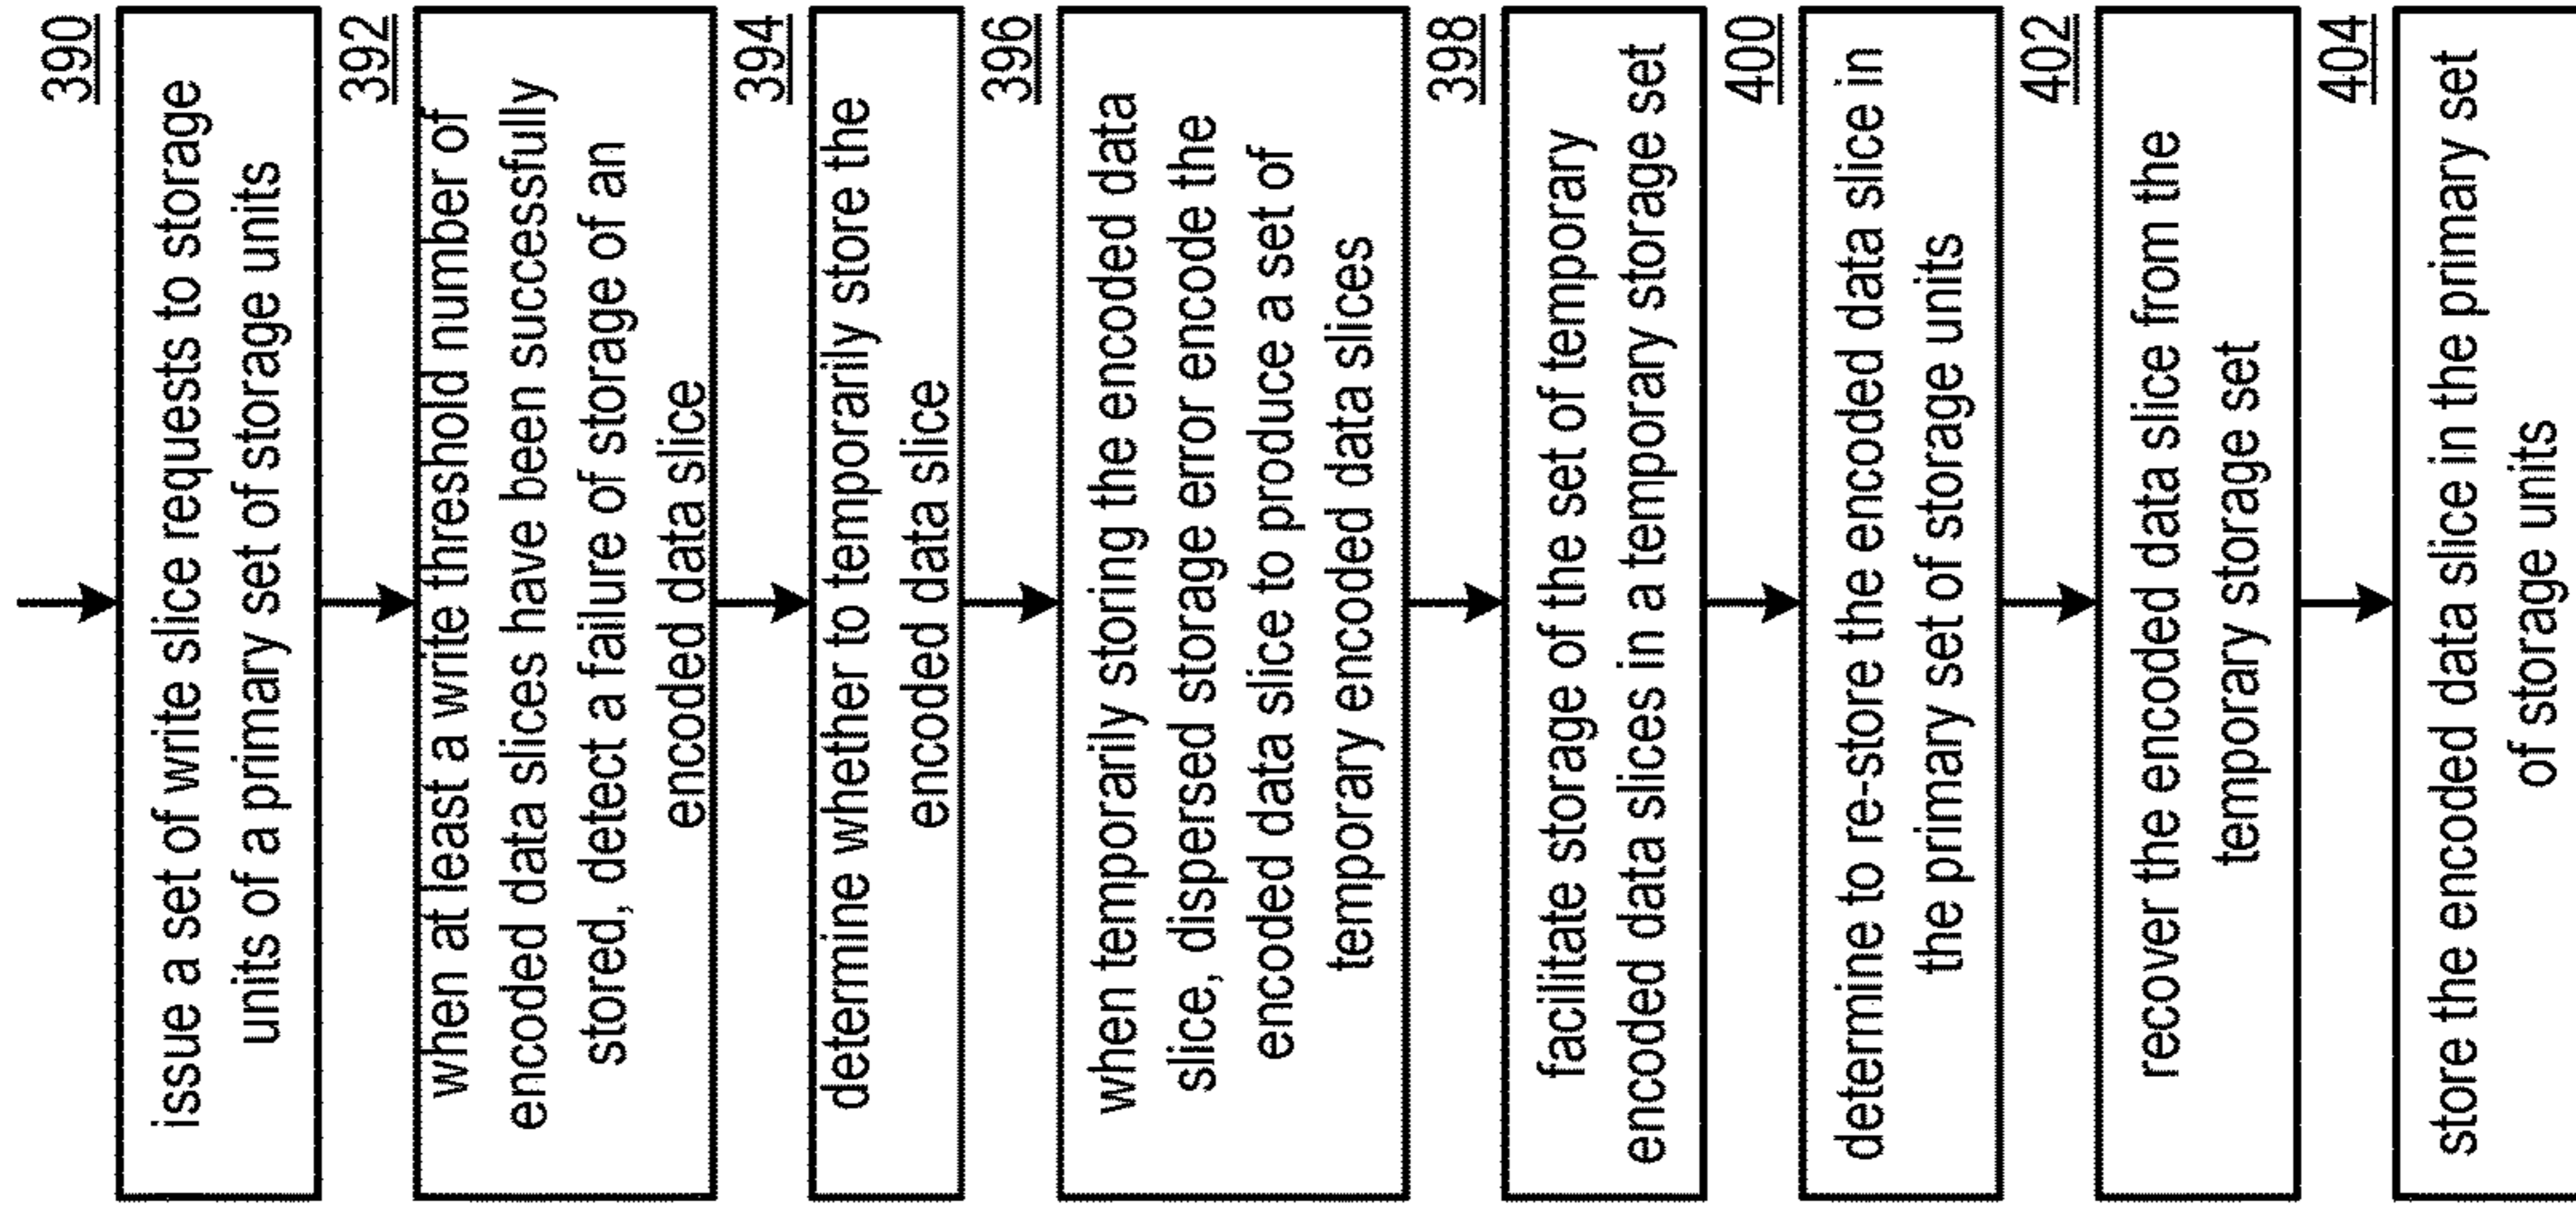 390
issue a set of write slice requests to storage
units of a primary set of storage units
392
when at least a write threshold number of
encoded data slices have been successfully
stored, detect a failure of storage of an
encoded data slice
394
determine whether to temporarily store the
encoded data slice
396
when temporarily storing the encoded data
slice, dispersed storage error encode the
encoded data slice to produce a set of
temporary encoded data slices
398
facilitate storage of the set of temporary
encoded data slices in a temporary storage set
400
determine to re-store the encoded data slice in
the primary set of storage units
402
recover the encoded data slice from the
temporary storage set
404
store the encoded data slice in the primary set
of storage units